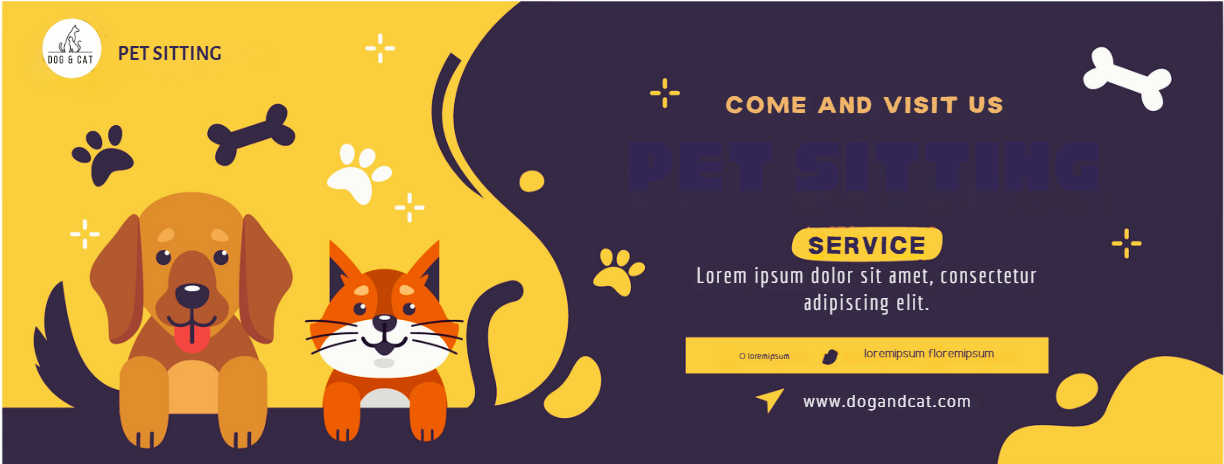 DOG & CAT
PET SITTING
COME AND VISIT US
PET SITTING
SERVICE
Lorem ipsum dolor sit amet, consectetur
adipiscing elit.
O loremipsum loremipsum floremipsum
www.dogandcat.com